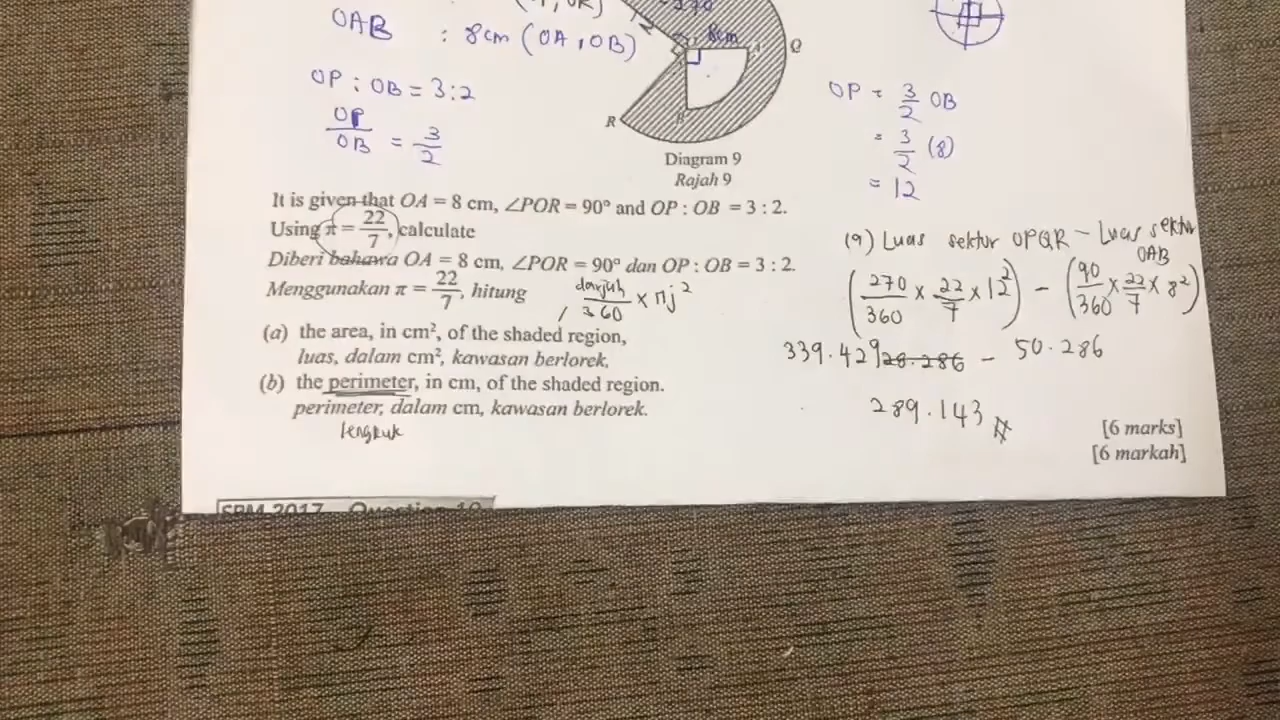 OAB : 8cm (OA, OB)
OP : OB = 3:2
OP/OB = 3/2
270
8cm
Q
R
B
Diagram 9
Rajah 9
OP = 3/2 OB
= 3/2 (8)
= 12
It is given that OA = 8 cm, ∠POR = 90° and OP : OB = 3 : 2.
Using π = 22/7, calculate
Diberi bahawa OA = 8 cm, ∠POR = 90° dan OP : OB = 3 : 2.
Menggunakan π = 22/7, hitung
darjah/360 × πj²
(a) the area, in cm², of the shaded region,
luas, dalam cm², kawasan berlorek,
(b) the perimeter, in cm, of the shaded region.
perimeter, dalam cm, kawasan berlorek.
lengkuk
(a) Luas sektor OPQR - Luas sektor OAB
(270/360 × 22/7 × 12²) - (90/360 × 22/7 × 8²)
339.429 28.286 - 50.286
289.143
[6 marks]
[6 markah]
SPM 2017 Question 10